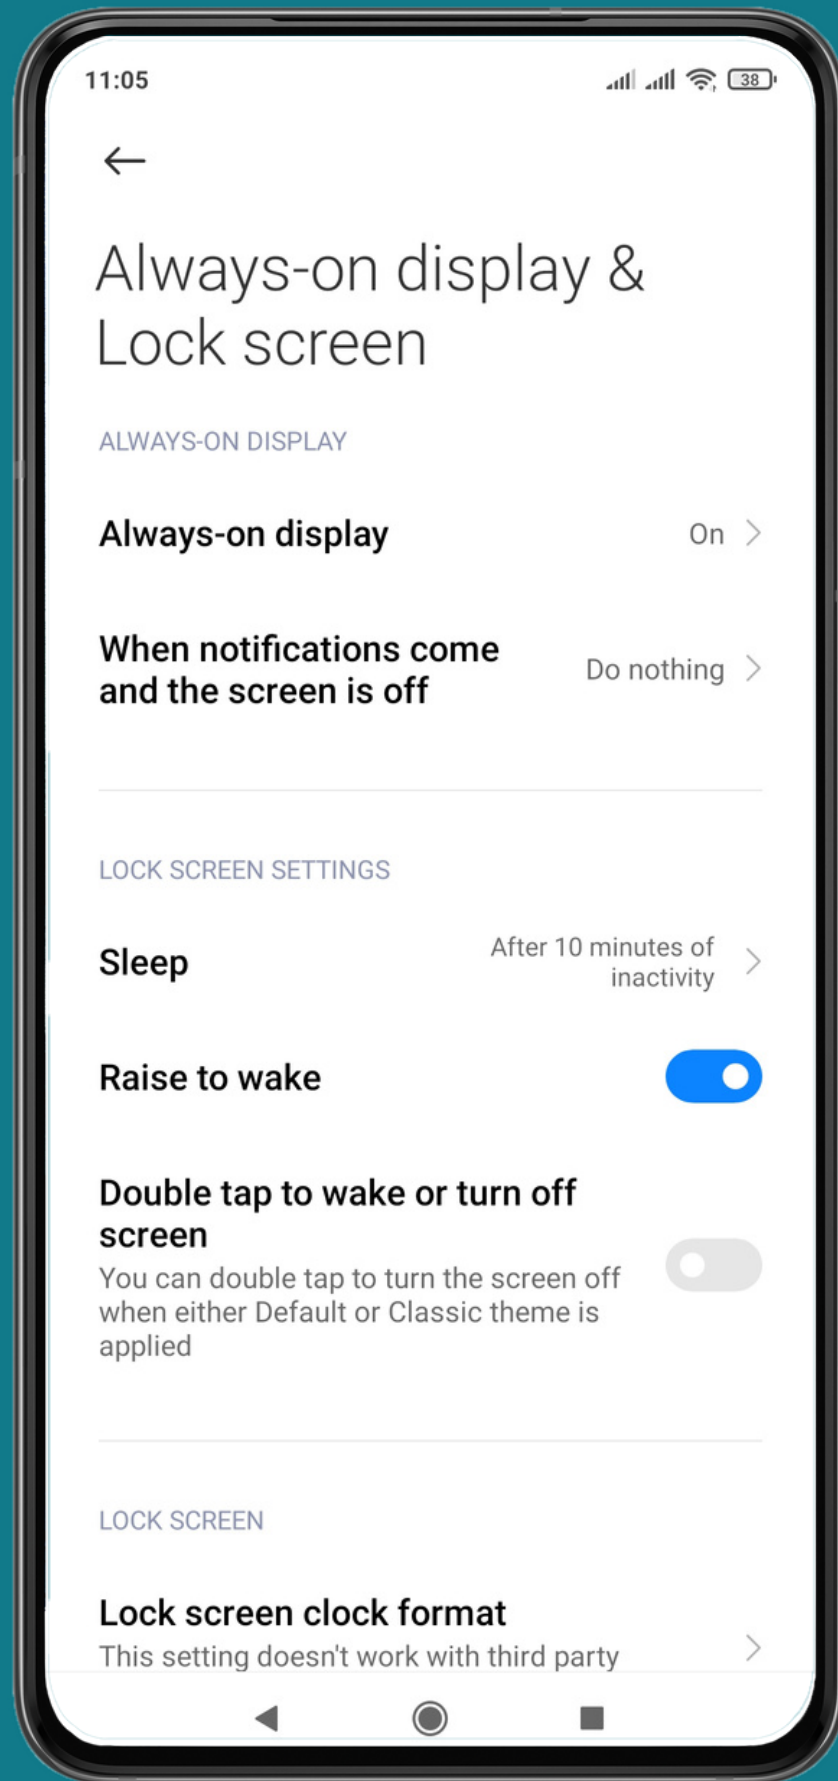 11:05
38
Always-on display &
Lock screen
ALWAYS-ON DISPLAY
Always-on display
On
When notifications come
and the screen is off
Do nothing
LOCK SCREEN SETTINGS
Sleep
After 10 minutes of
inactivity
Raise to wake
Double tap to wake or turn off
screen
You can double tap to turn the screen off
when either Default or Classic theme is
applied
LOCK SCREEN
Lock screen clock format
This setting doesn't work with third party